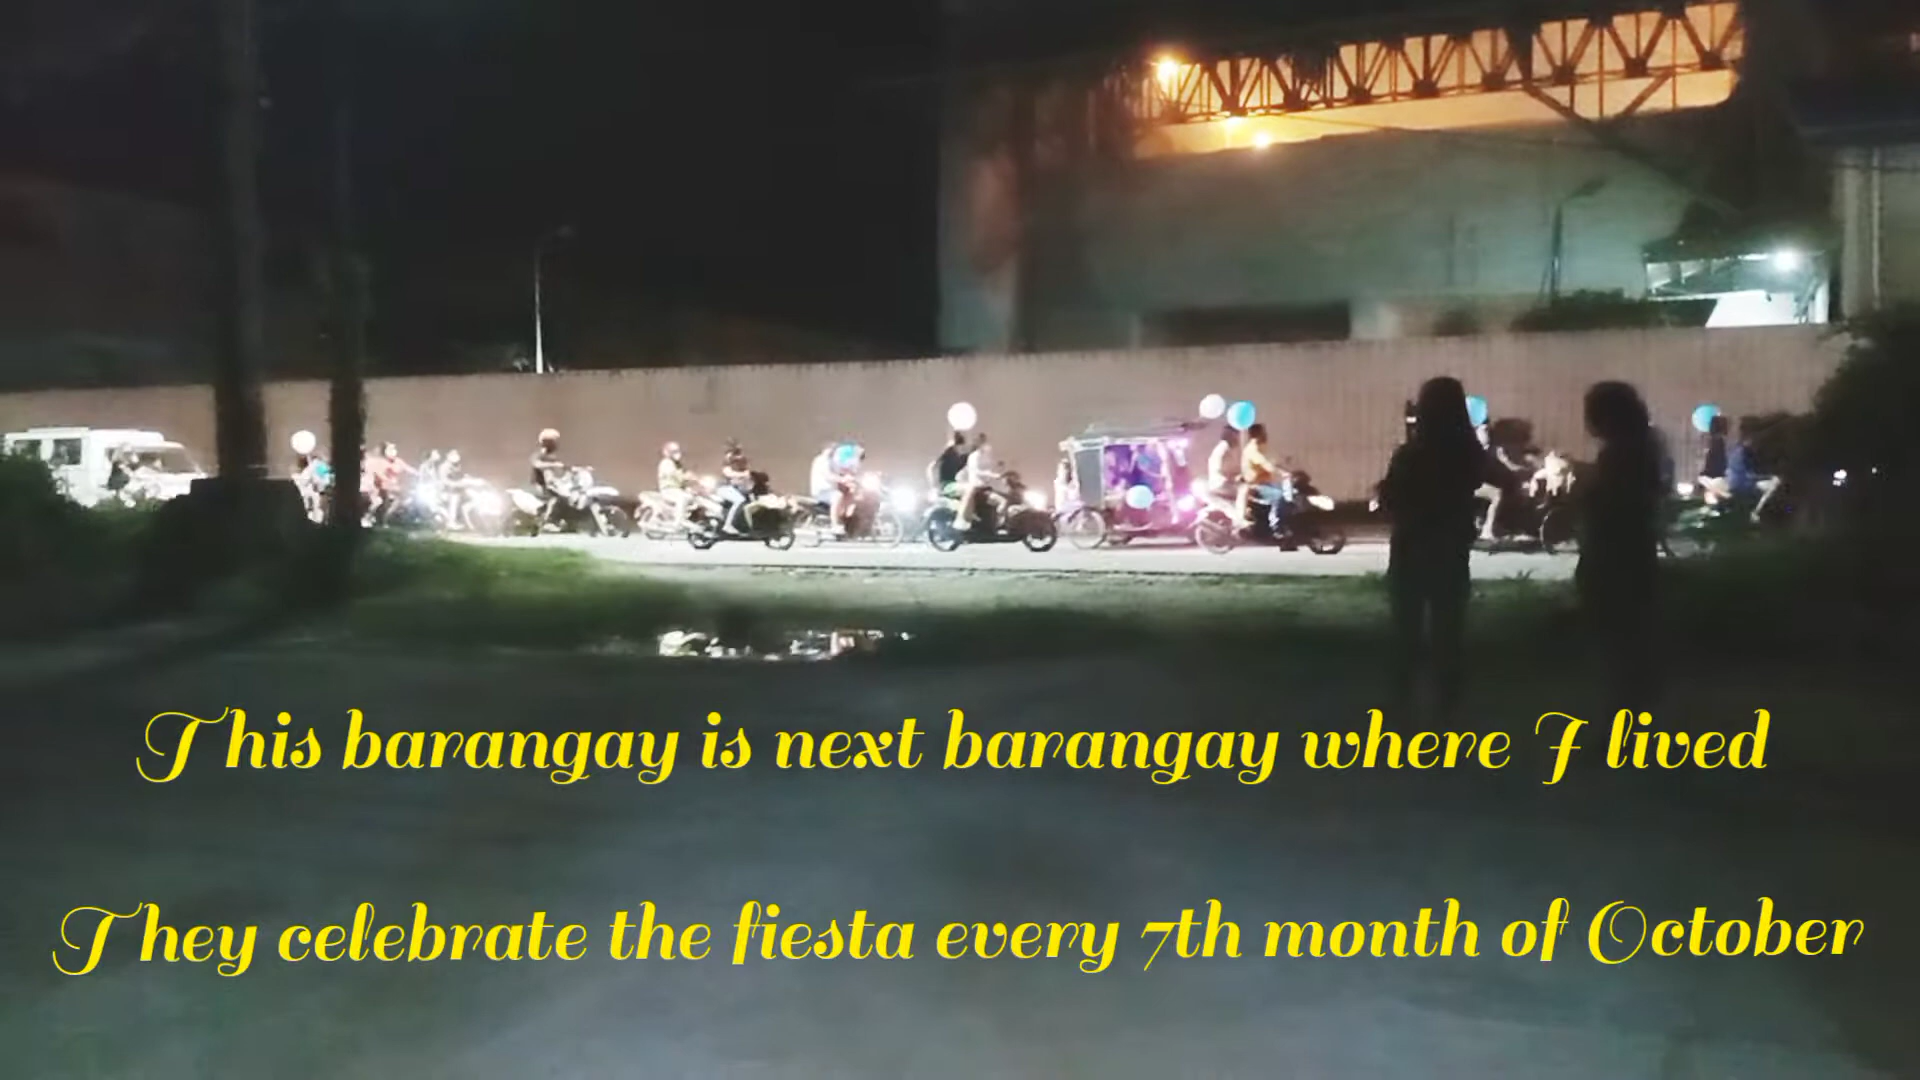 This barangay is next barangay where I lived
They celebrate the fiesta every 7th month of October